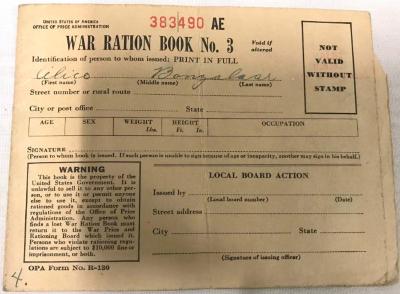 UNITED STATES OF AMERICA
OFFICE OF PRICE ADMINISTRATION
383490 AE
WAR RATION BOOK No. 3
Void if altered
Identification of person to whom issued: PRINT IN FULL
Alice
(First name) (Middle name) (Last name)
Street number or rural route
City or post office State
AGE SEX WEIGHT HEIGHT OCCUPATION
Lbs. Ft. In.
SIGNATURE
(Person to whom book is issued. If such person is unable to sign because of age or incapacity, another may sign in his behalf.)
NOT
VALID
WITHOUT
STAMP
WARNING
This book is the property of the
United States Government. It is
unlawful to sell it to any other per-
son, or to use it or permit anyone
else to use it, except to obtain
rationed goods in accordance with
regulations of the Office of Price
Administration. Any person who
finds a lost War Ration Book must
return it to the War Price and
Rationing Board which issued it.
Persons who violate rationing regu-
lations are subject to $10,000 fine or
imprisonment, or both.
LOCAL BOARD ACTION
Issued by
(Local board number) (Date)
Street address
City State
(Signature of issuing officer)
4.
OPA Form No. R-130